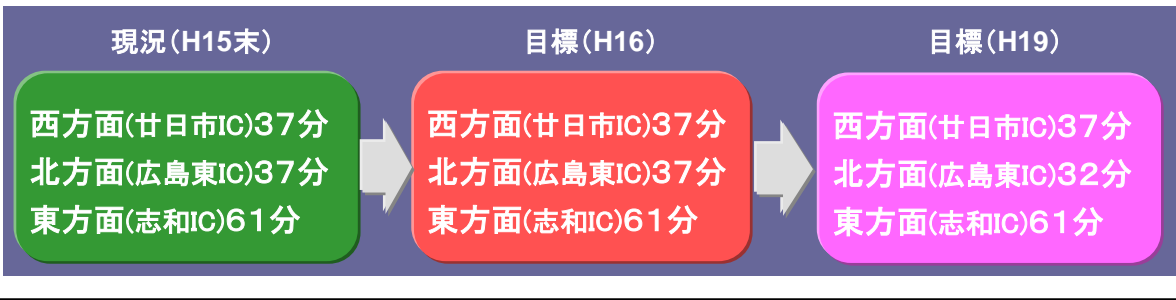 現況（H15末）
西方面(廿日市IC)３７分
北方面(広島東IC)３７分
東方面(志和IC)６１分
目標（H16）
西方面(廿日市IC)３７分
北方面(広島東IC)３７分
東方面(志和IC)６１分
目標（H19）
西方面(廿日市IC)３７分
北方面(広島東IC)３２分
東方面(志和IC)６１分